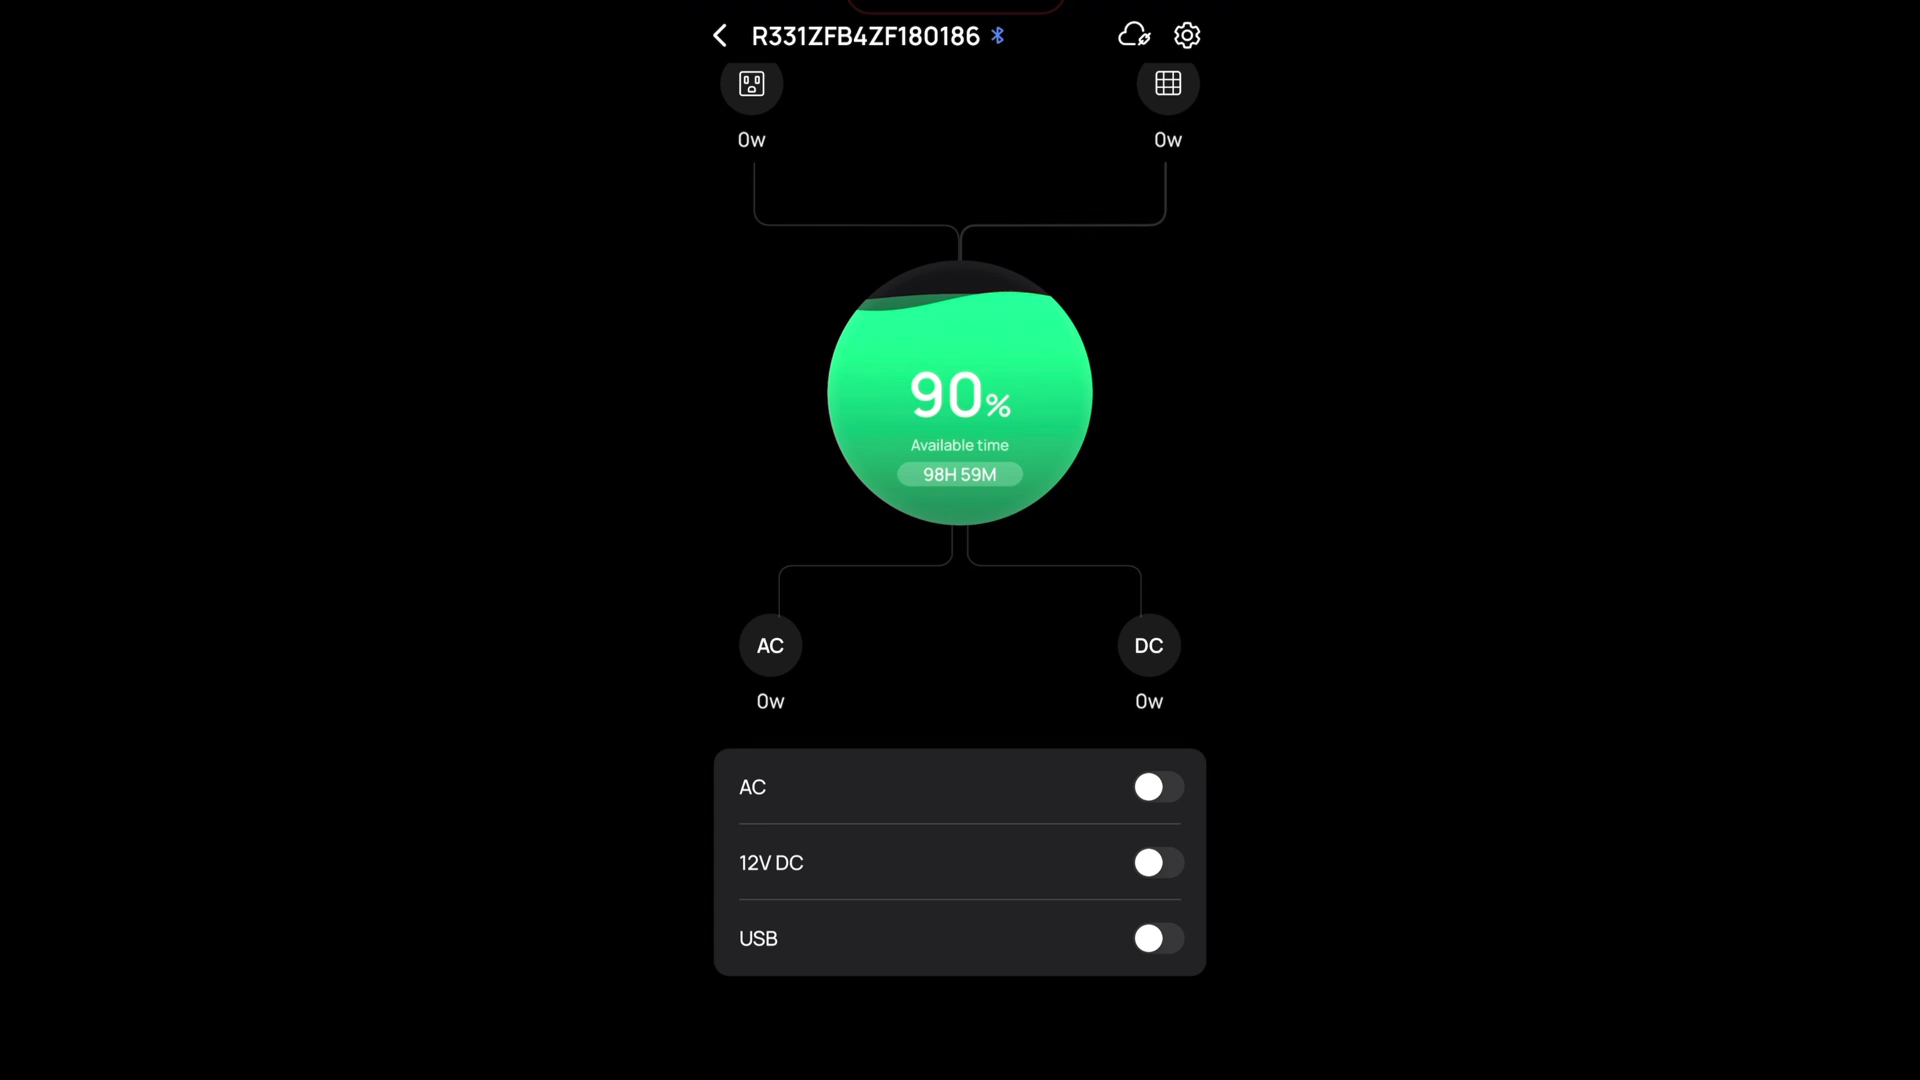 R331ZFB4ZF180186
0w 0w
90%
Available time
98H 59M
AC DC
0w 0w
AC
12V DC
USB